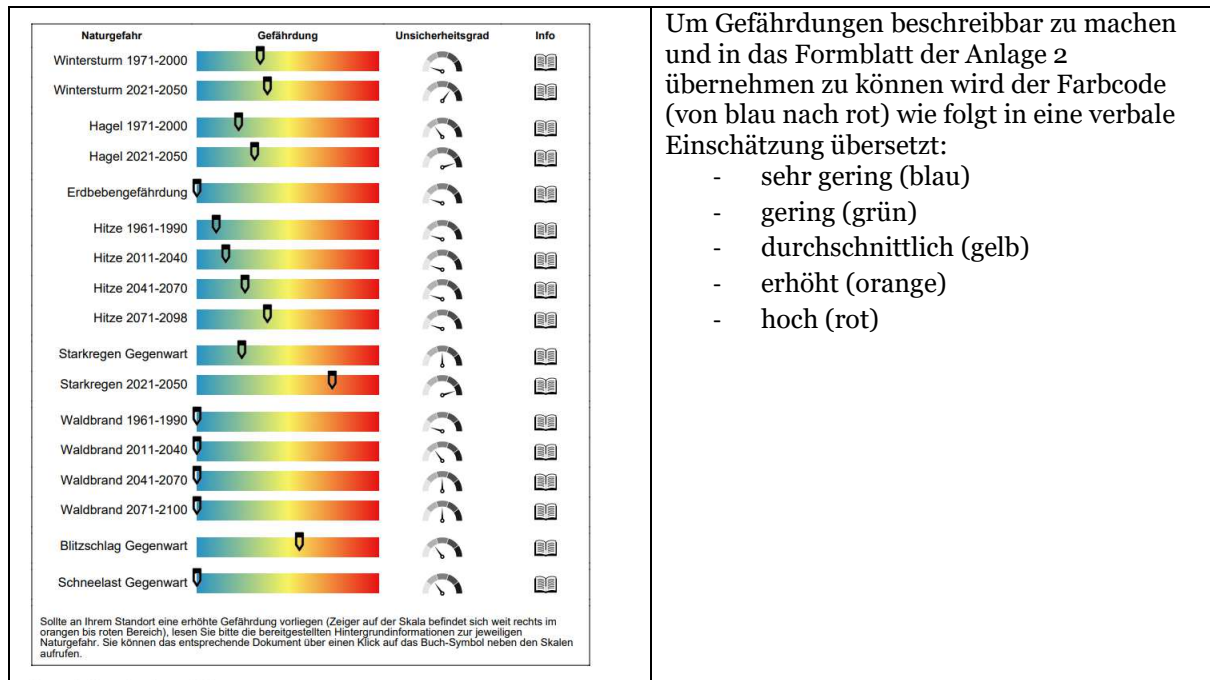 Naturgefahr Gefährdung Unsicherheitsgrad Info
Wintersturm 1971-2000
Wintersturm 2021-2050
Hagel 1971-2000
Hagel 2021-2050
Erdbebengefährdung
Hitze 1961-1990
Hitze 2011-2040
Hitze 2041-2070
Hitze 2071-2098
Starkregen Gegenwart
Starkregen 2021-2050
Waldbrand 1961-1990
Waldbrand 2011-2040
Waldbrand 2041-2070
Waldbrand 2071-2100
Blitzschlag Gegenwart
Schneelast Gegenwart
Sollte an Ihrem Standort eine erhöhte Gefährdung vorliegen (Zeiger auf der Skala befindet sich weit rechts im
orangen bis roten Bereich), lesen Sie bitte die bereitgestellten Hintergrundinformationen zur jeweiligen
Naturgefahr. Sie können das entsprechende Dokument über einen Klick auf das Buch-Symbol neben den Skalen
aufrufen.
Um Gefährdungen beschreibbar zu machen
und in das Formblatt der Anlage 2
übernehmen zu können wird der Farbcode
(von blau nach rot) wie folgt in eine verbale
Einschätzung übersetzt:
- sehr gering (blau)
- gering (grün)
- durchschnittlich (gelb)
- erhöht (orange)
- hoch (rot)